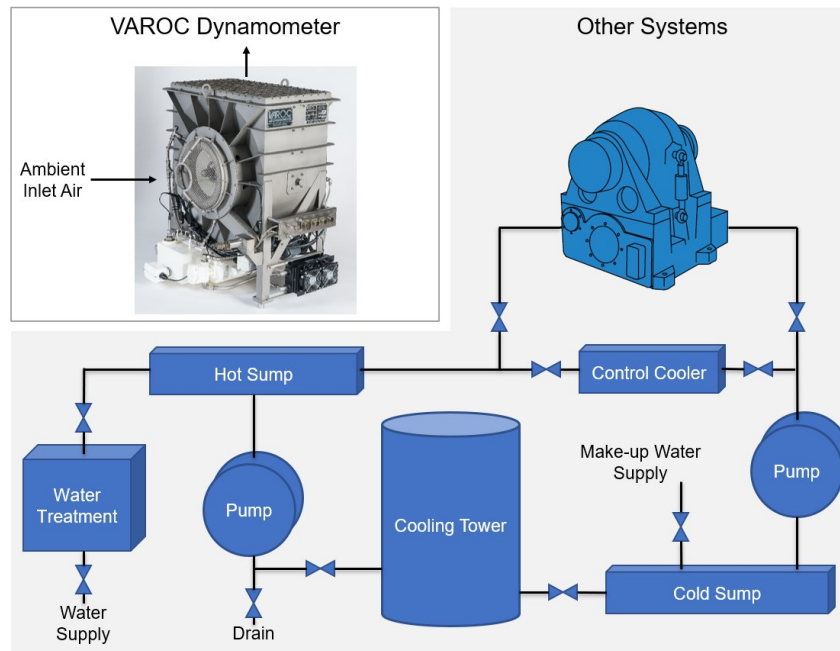 VAROC Dynamometer
Other Systems
Ambient
Inlet Air
VAROC
Hot Sump
Control Cooler
Water
Treatment
Pump
Cooling Tower
Make-up Water
Supply
Pump
Cold Sump
Water
Supply
Drain